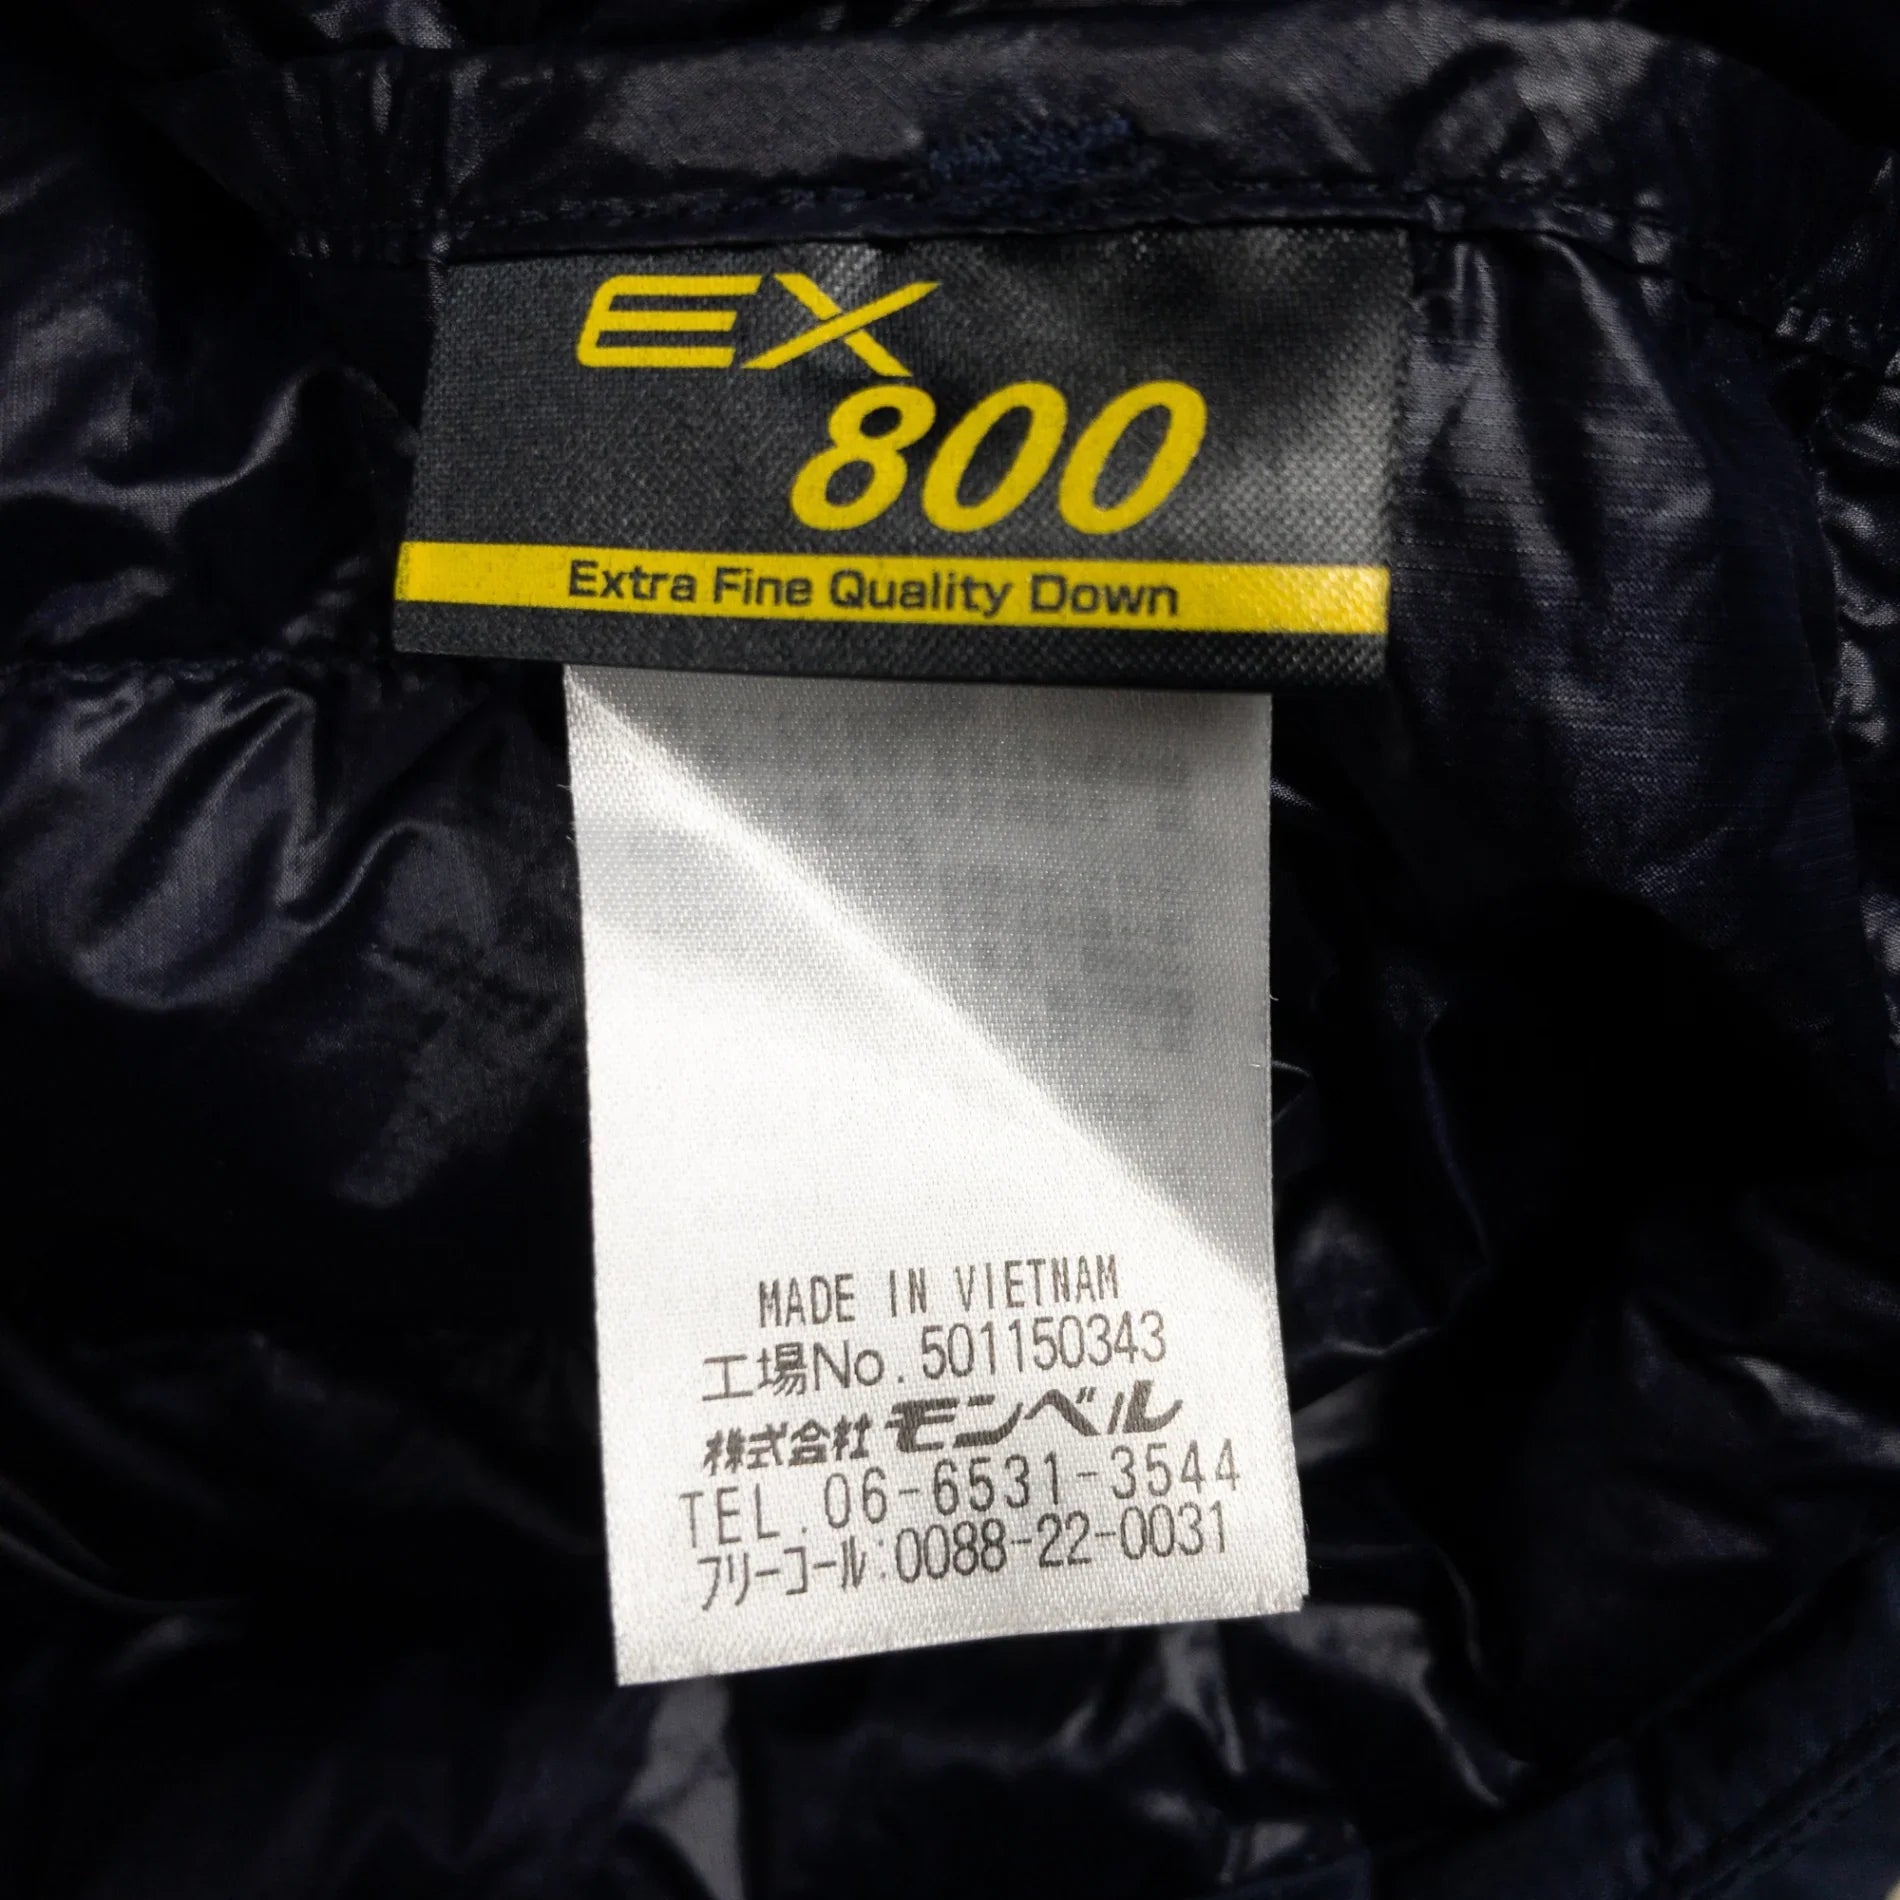 EX
800
Extra Fine Quality Down
MADE IN VIETNAM
工場No.501150343
株式会社モンベル
TEL.06-6531-3544
フリーコール:0088-22-0031